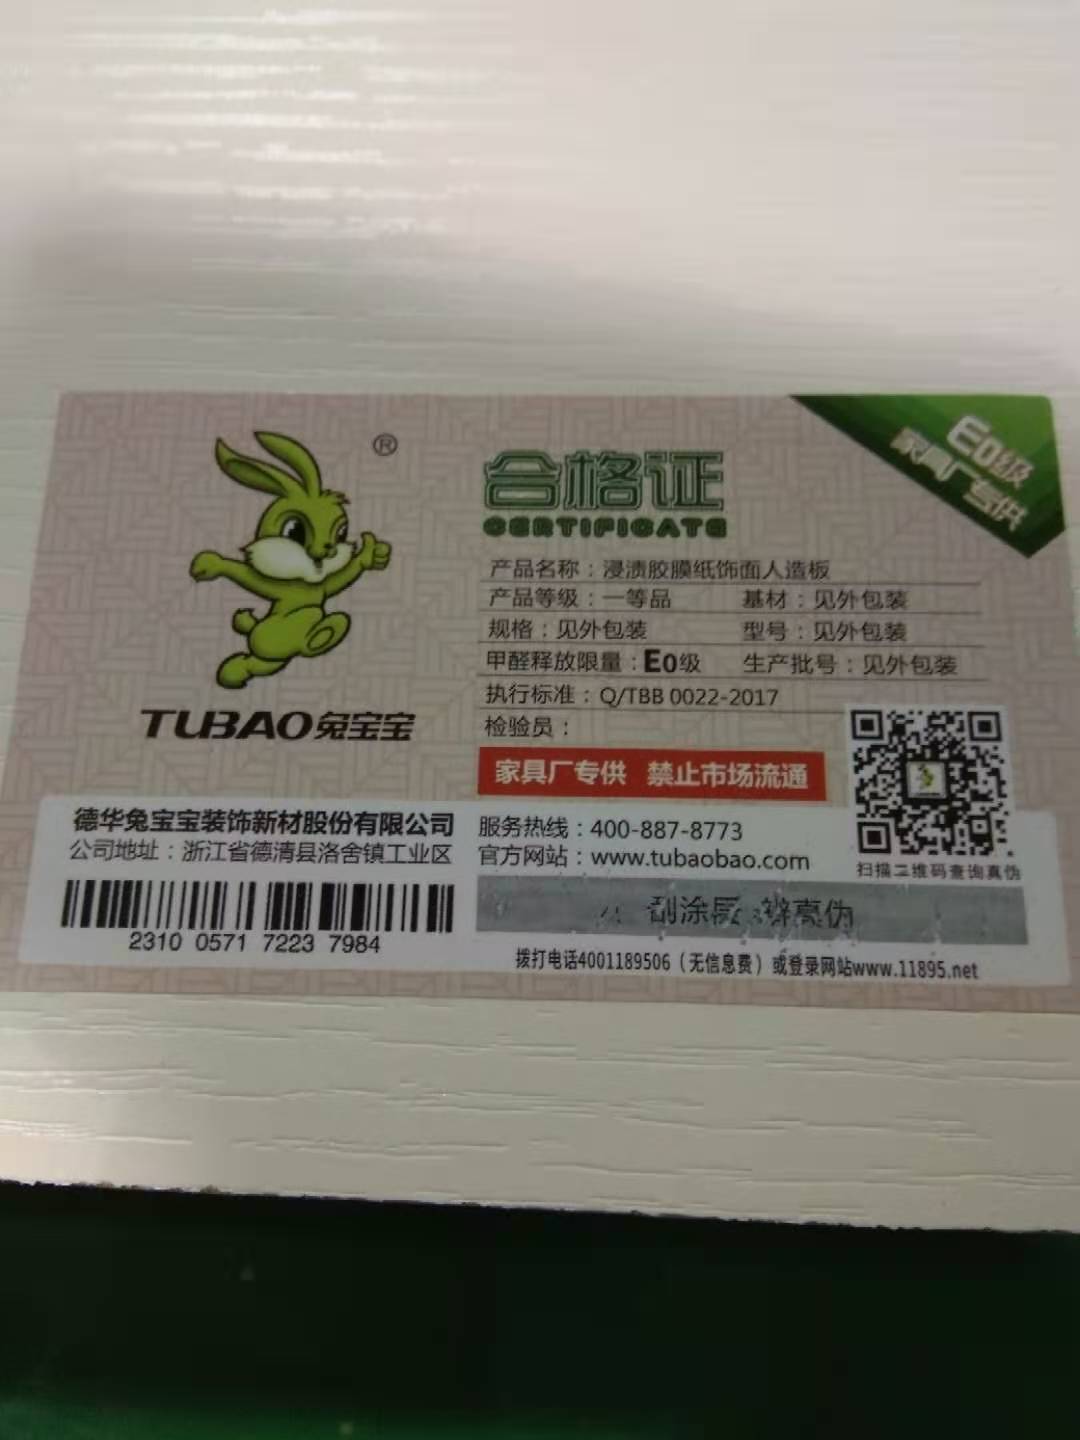 ®
E0级
家具厂专供
合格证
CERTIFICATE
产品名称：浸渍胶膜纸饰面人造板
产品等级：一等品 基材：见外包装
规格：见外包装 型号：见外包装
甲醛释放限量：E0级 生产批号：见外包装
执行标准：Q/TBB 0022-2017
检验员：
TUBAO兔宝宝
家具厂专供 禁止市场流通
德华兔宝宝装饰新材股份有限公司
公司地址：浙江省德清县洛舍镇工业区
服务热线：400-887-8773
官方网站：www.tubaobao.com
扫描二维码查询真伪
2310 0571 7223 7984
刮涂层 辨真伪
拨打电话4001189506（无信息费）或登录网站www.11895.net